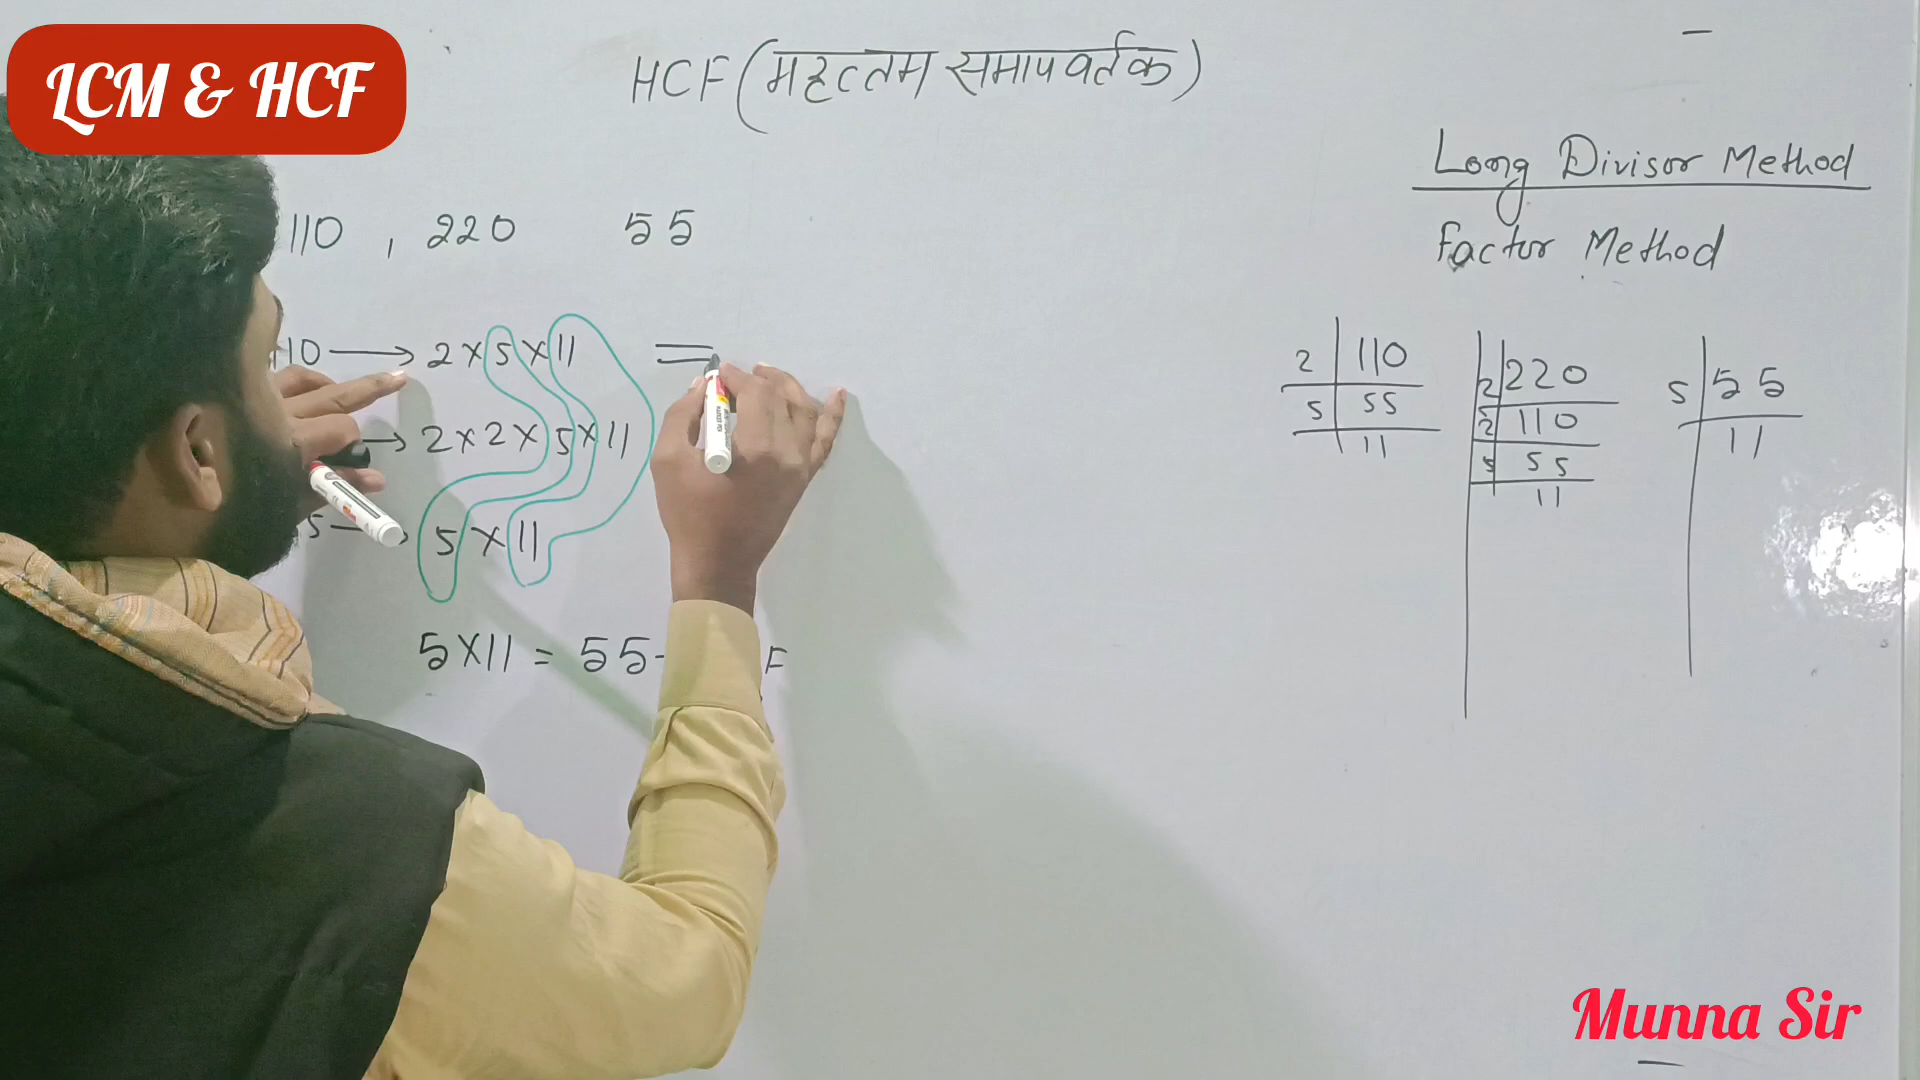 LCM & HCF
HCF (महत्तम समापवर्तक)
Long Divisor Method
Factor Method
110 , 220 55
10 → 2 x 5 x 11 =
→ 2 x 2 x 5 x 11
5 → 5 x 11
5 x 11 = 55- F
2 110
5 55
11
2 220
2 110
5 55
11
5 55
11
Munna Sir